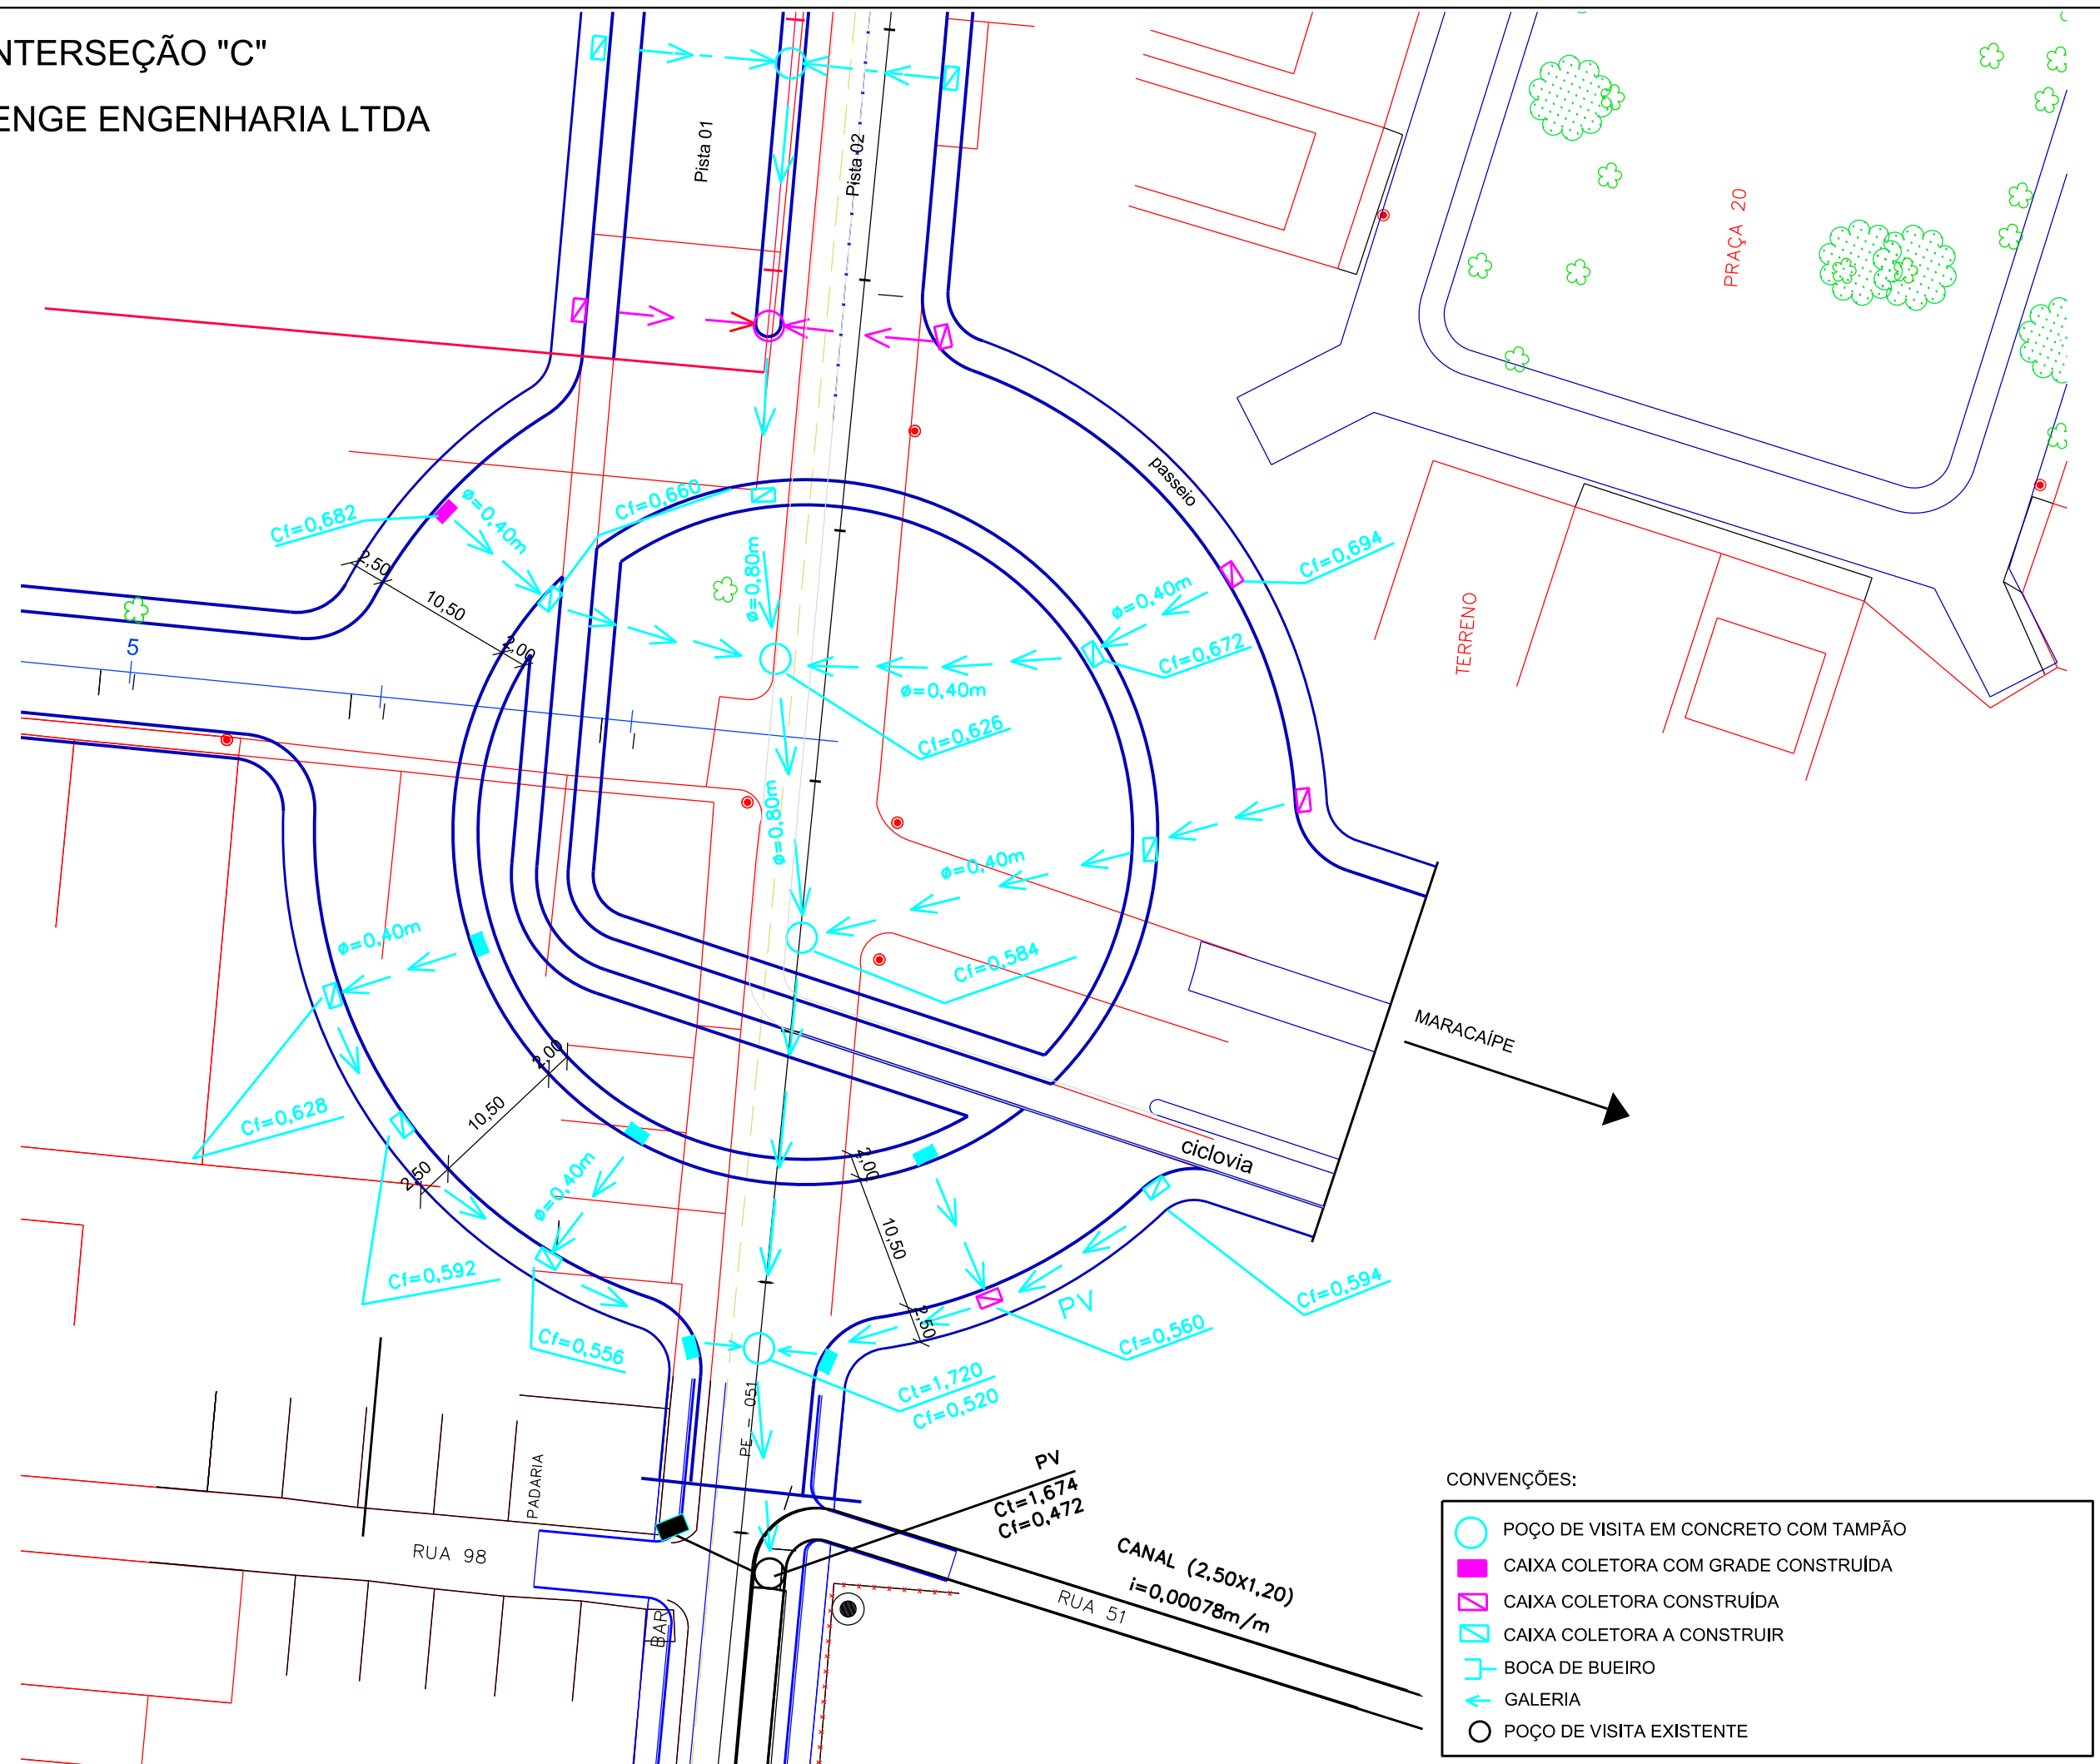 NTERSEÇÃO "C"
ENGE ENGENHARIA LTDA
Pista 01
Pista 02
PRAÇA 20
passeio
Cf=0,682
ø=0,40m
Cf=0,660
2,50
10,50
2,00
ø=0,80m
Cf=0,694
ø=0,40m
Cf=0,672
ø=0,40m
Cf=0,626
TERRENO
5
ø=0,80m
ø=0,40m
ø=0,40m
Cf=0,584
MARACAÍPE
Cf=0,628
2,00
10,50
2,50
ciclovia
2,00
10,50
2,50
ø=0,40m
Cf=0,592
Cf=0,556
PV
Cf=0,594
Cf=0,560
Ct=1,720
Cf=0,520
PE - 051
PADARIA
PV
Ct=1,674
Cf=0,472
RUA 98
CANAL (2,50X1,20)
i=0,00078m/m
RUA 51
BAR
CONVENÇÕES:
POÇO DE VISITA EM CONCRETO COM TAMPÃO
CAIXA COLETORA COM GRADE CONSTRUÍDA
CAIXA COLETORA CONSTRUÍDA
CAIXA COLETORA A CONSTRUIR
BOCA DE BUEIRO
GALERIA
POÇO DE VISITA EXISTENTE